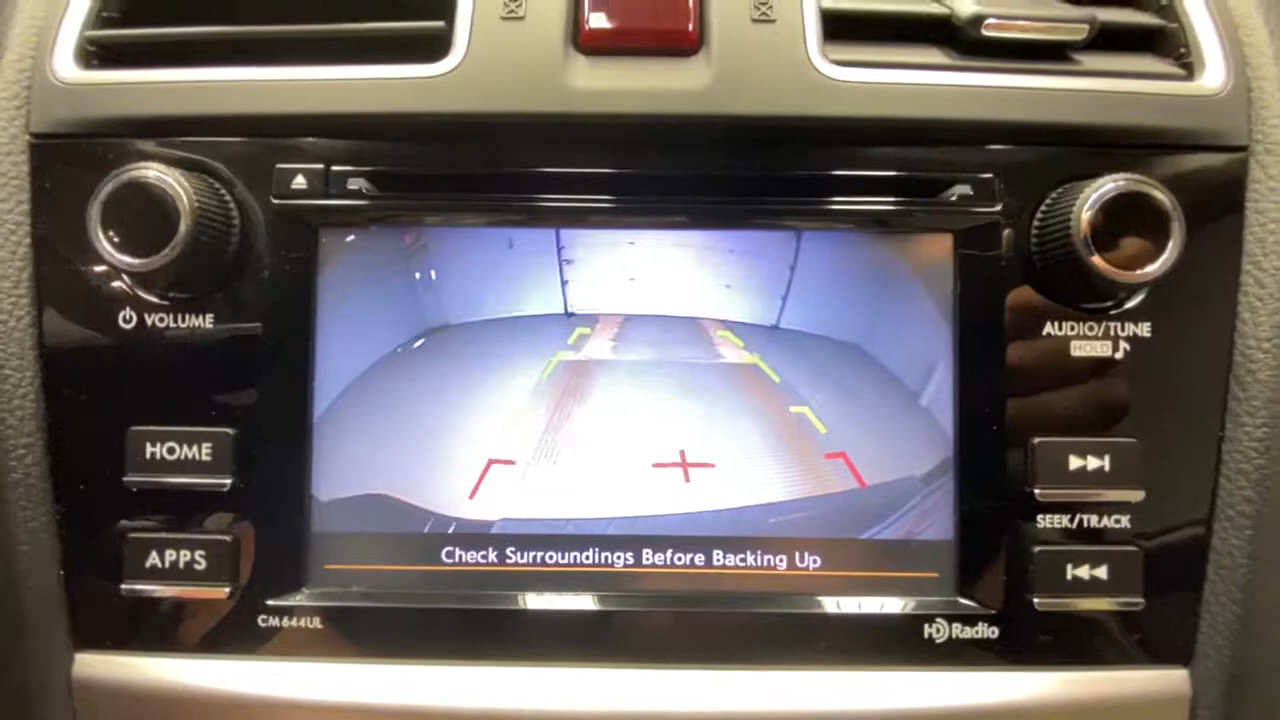 VOLUME
AUDIO/TUNE
HOLD
HOME
APPS
SEEK/TRACK
Check Surroundings Before Backing Up
CM644UL
HD Radio